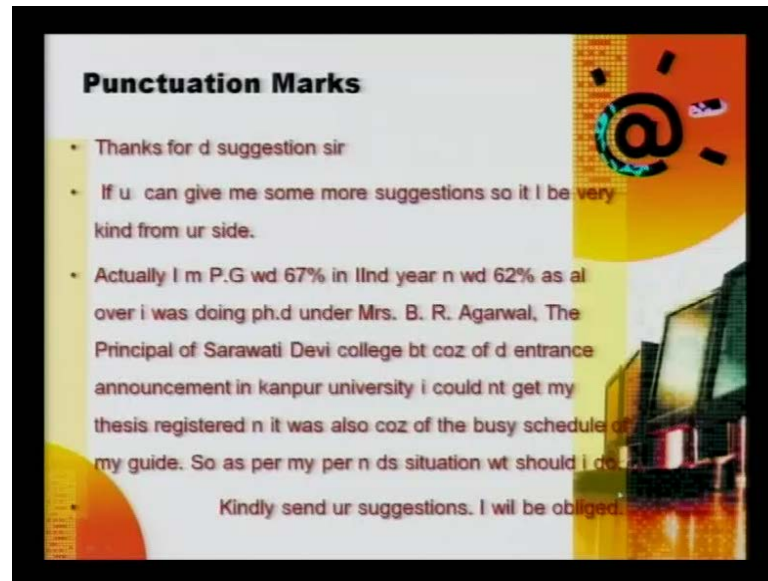 Punctuation Marks
• Thanks for d suggestion sir
• If u can give me some more suggestions so it l be very
kind from ur side.
• Actually I m P.G wd 67% in IInd year n wd 62% as al
over i was doing ph.d under Mrs. B. R. Agarwal, The
Principal of Sarawati Devi college bt coz of d entrance
announcement in kanpur university i could nt get my
thesis registered n it was also coz of the busy schedule of
my guide. So as per my per n ds situation wt should i do.
• Kindly send ur suggestions. I wil be obliged.
@